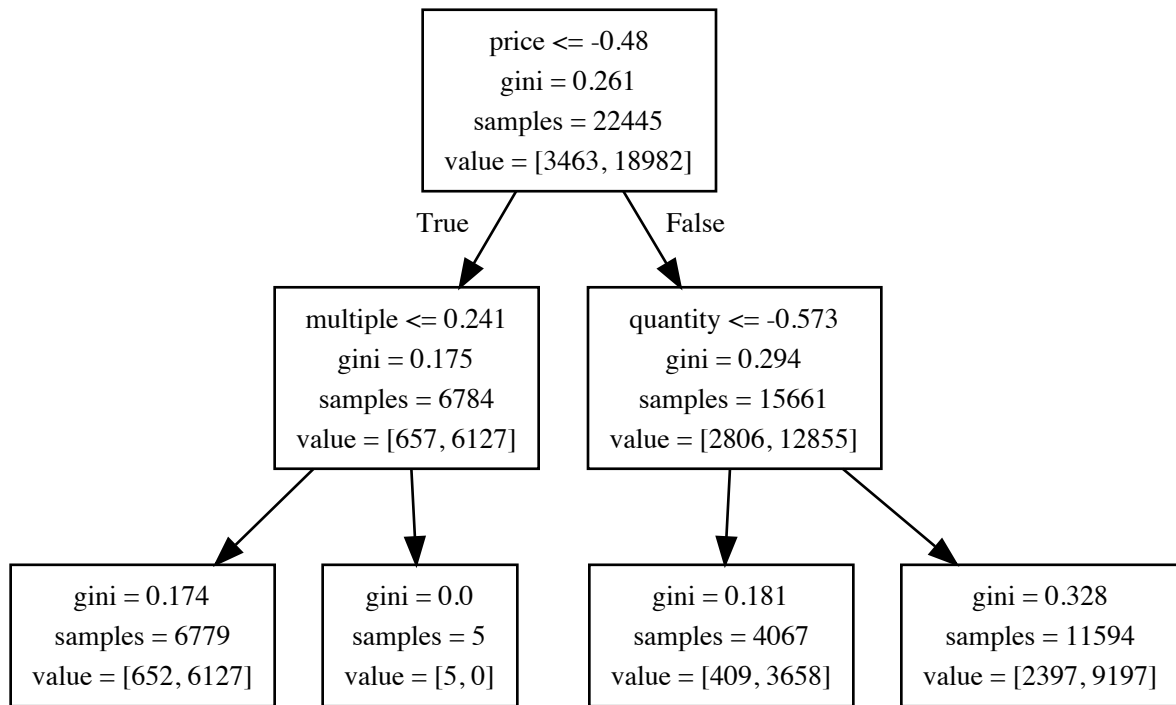 price <= -0.48
gini = 0.261
samples = 22445
value = [3463, 18982]
True
False
multiple <= 0.241
gini = 0.175
samples = 6784
value = [657, 6127]
quantity <= -0.573
gini = 0.294
samples = 15661
value = [2806, 12855]
gini = 0.174
samples = 6779
value = [652, 6127]
gini = 0.0
samples = 5
value = [5, 0]
gini = 0.181
samples = 4067
value = [409, 3658]
gini = 0.328
samples = 11594
value = [2397, 9197]